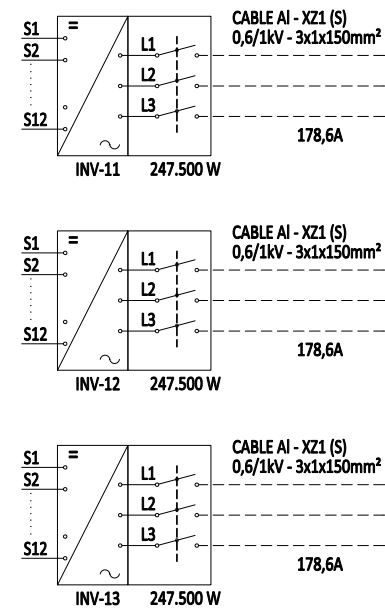 CABLE Al - XZ1 (S)
0,6/1kV - 3x1x150mm²
S1
S2
S12
=
L1
L2
L3
178,6A
INV-11 247.500 W
CABLE Al - XZ1 (S)
0,6/1kV - 3x1x150mm²
S1
S2
S12
=
L1
L2
L3
178,6A
INV-12 247.500 W
CABLE Al - XZ1 (S)
0,6/1kV - 3x1x150mm²
S1
S2
S12
=
L1
L2
L3
178,6A
INV-13 247.500 W